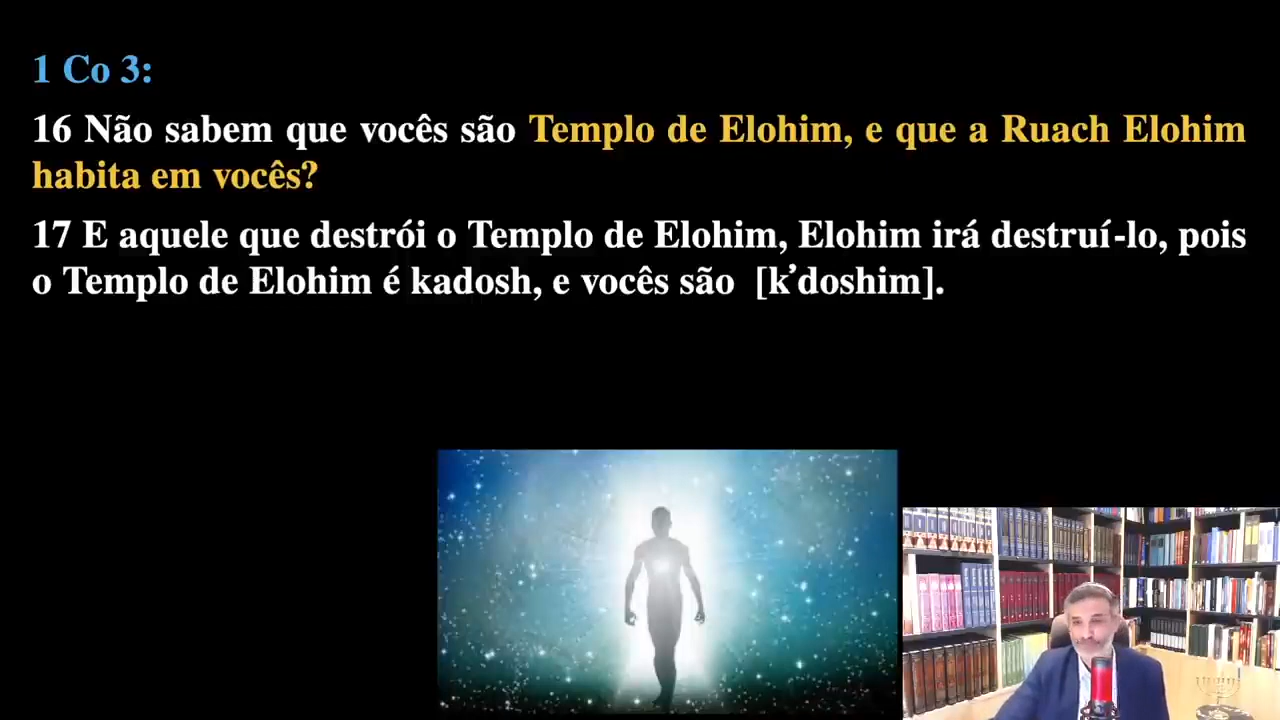 1 Co 3:
16 Não sabem que vocês são Templo de Elohim, e que a Ruach Elohim
habita em vocês?
17 E aquele que destrói o Templo de Elohim, Elohim irá destruí-lo, pois
o Templo de Elohim é kadosh, e vocês são [k’doshim].